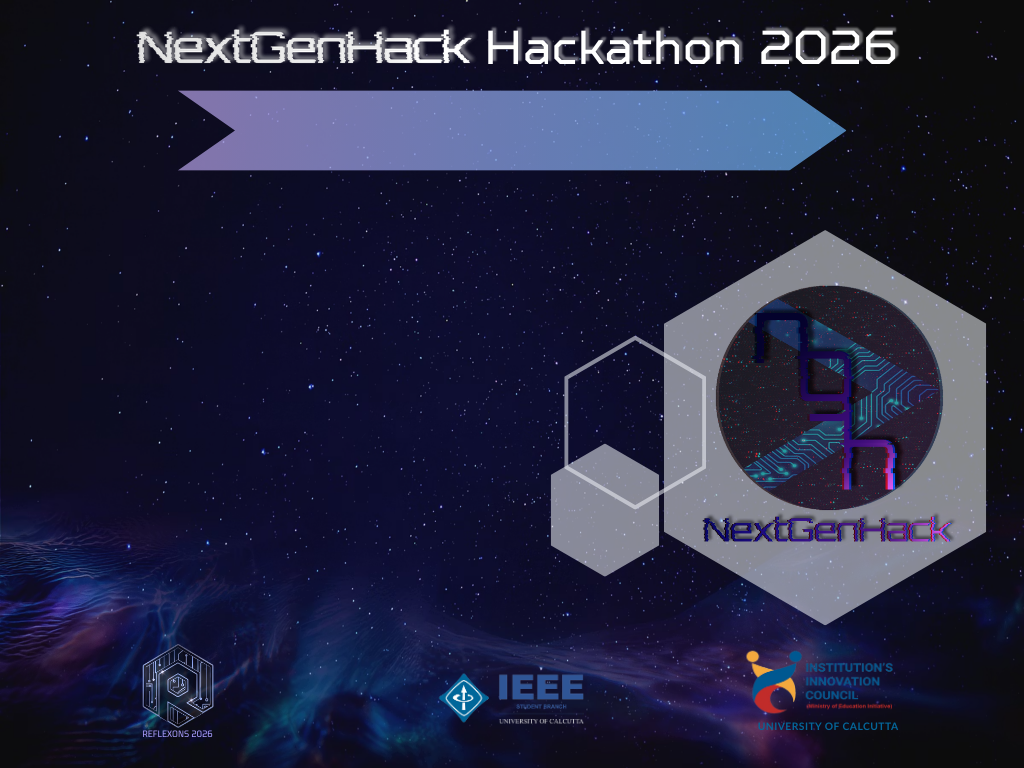 NextGenHack Hackathon 2026
ngh
NextGenHack
REFLEXONS 2026
IEEE
STUDENT BRANCH
UNIVERSITY OF CALCUTTA
INSTITUTION'S
INNOVATION
COUNCIL
(Ministry of Education Initiative)
UNIVERSITY OF CALCUTTA